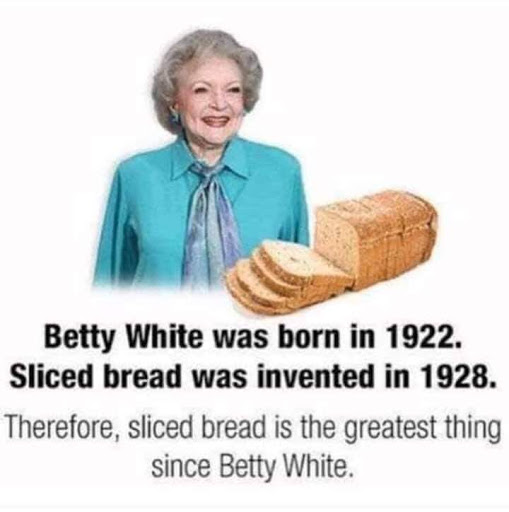 Betty White was born in 1922.
Sliced bread was invented in 1928.
Therefore, sliced bread is the greatest thing
since Betty White.